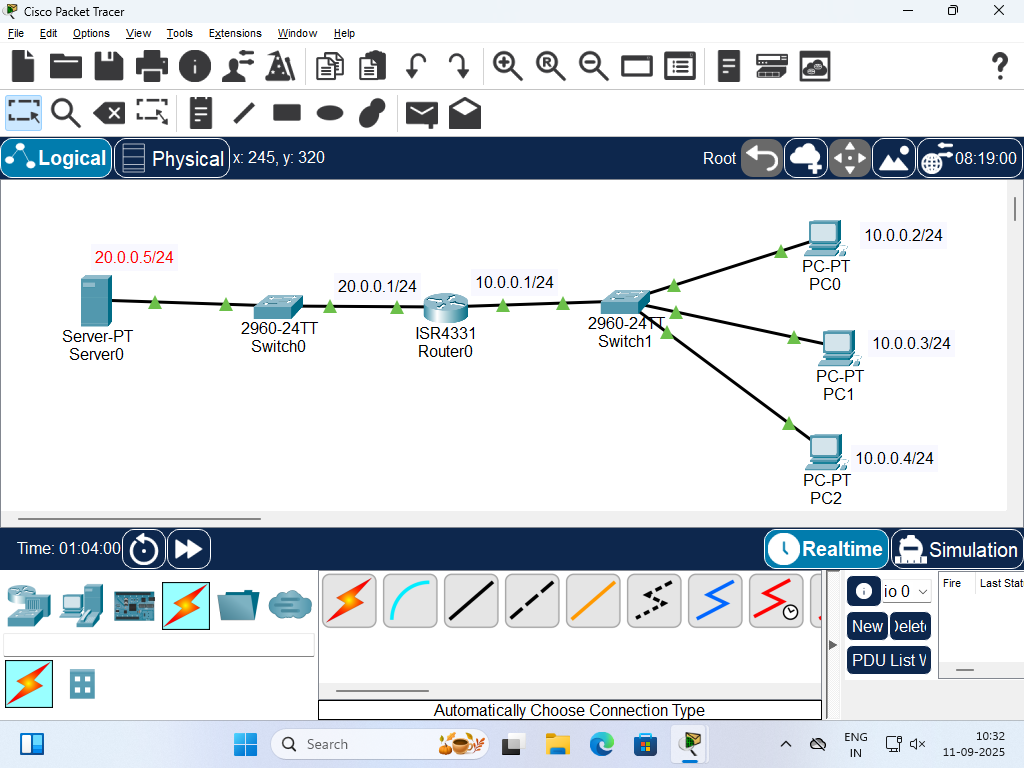 Cisco Packet Tracer
File Edit Options View Tools Extensions Window Help
Logical Physical x: 245, y: 320 Root 08:19:00
20.0.0.5/24
Server-PT
Server0
2960-24TT
Switch0
20.0.0.1/24
ISR4331
Router0
10.0.0.1/24
2960-24TT
Switch1
10.0.0.2/24
PC-PT
PC0
10.0.0.3/24
PC-PT
PC1
10.0.0.4/24
PC-PT
PC2
Time: 01:04:00 Realtime Simulation
io 0
New Delet
PDU List W
Fire Last Stat
Automatically Choose Connection Type
Search
ENG
IN
10:32
11-09-2025